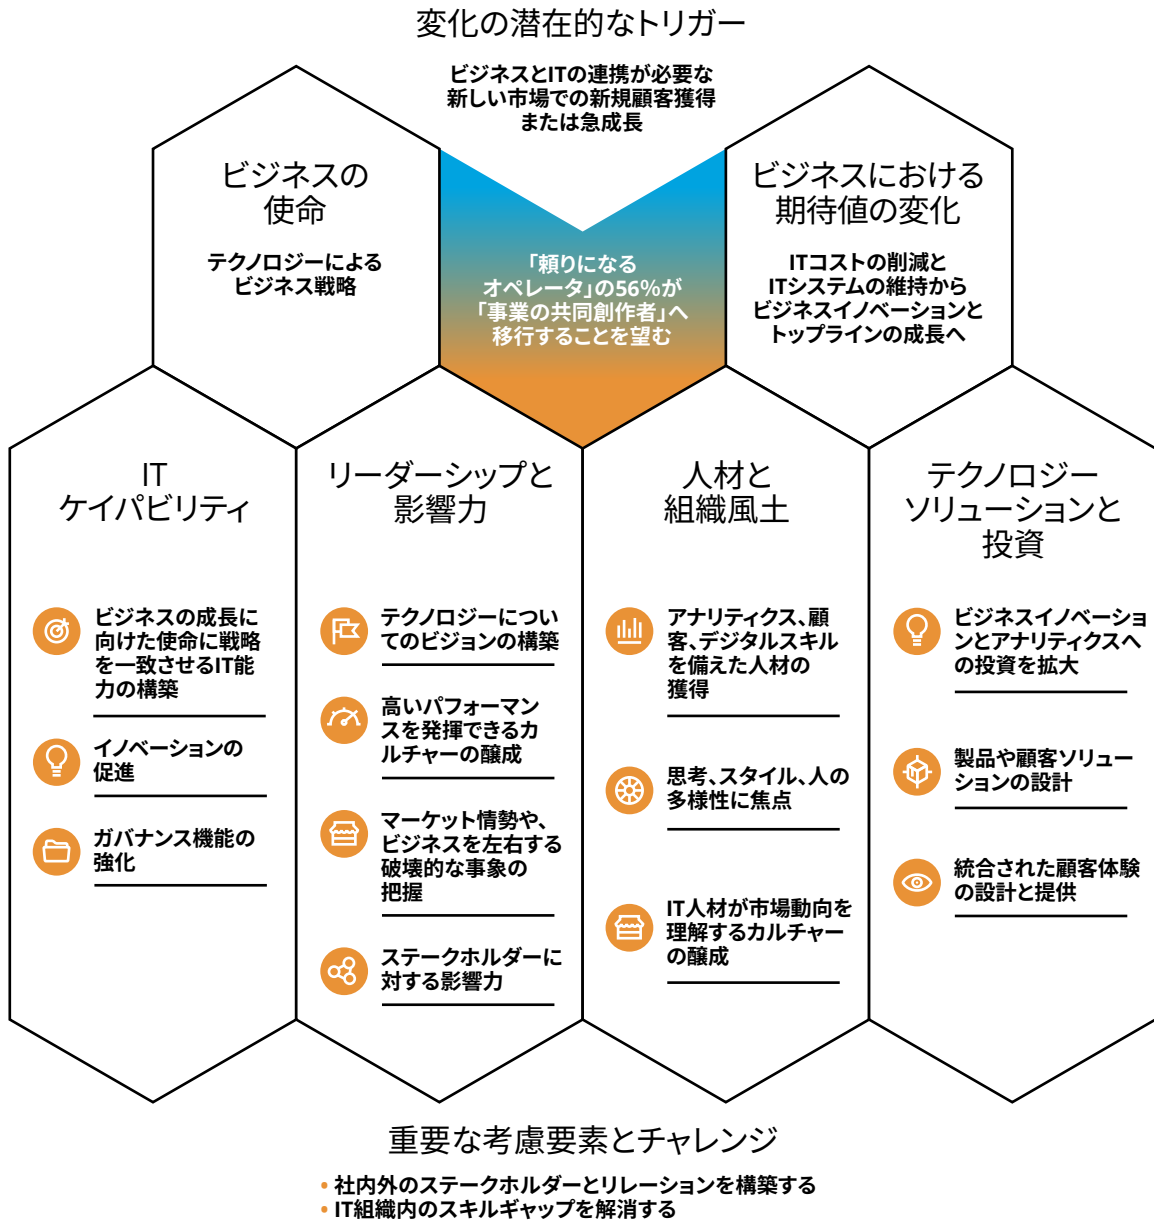 変化の潜在的なトリガー
ビジネスとITの連携が必要な
新しい市場での新規顧客獲得
または急成長
ビジネスの
使命
テクノロジーによる
ビジネス戦略
「頼りになる
オペレータ」の56%が
「事業の共同創作者」へ
移行することを望む
ビジネスにおける
期待値の変化
ITコストの削減と
ITシステムの維持から
ビジネスイノベーションと
トップラインの成長へ
IT
ケイパビリティ
ビジネスの成長に
向けた使命に戦略
を一致させるIT能
力の構築
イノベーションの
促進
ガバナンス機能の
強化
リーダーシップと
影響力
テクノロジーについ
てのビジョンの構築
高いパフォーマン
スを発揮できるカ
ルチャーの醸成
マーケット情勢や、
ビジネスを左右する
破壊的な事象の
把握
ステークホルダーに
対する影響力
人材と
組織風土
アナリティクス、顧
客、デジタルスキル
を備えた人材の
獲得
思考、スタイル、人の
多様性に焦点
IT人材が市場動向を
理解するカルチャー
の醸成
テクノロジー
ソリューションと
投資
ビジネスイノベーショ
ンとアナリティクスへ
の投資を拡大
製品や顧客ソリュー
ションの設計
統合された顧客体験
の設計と提供
重要な考慮要素とチャレンジ
• 社内外のステークホルダーとリレーションを構築する
• IT組織内のスキルギャップを解消する